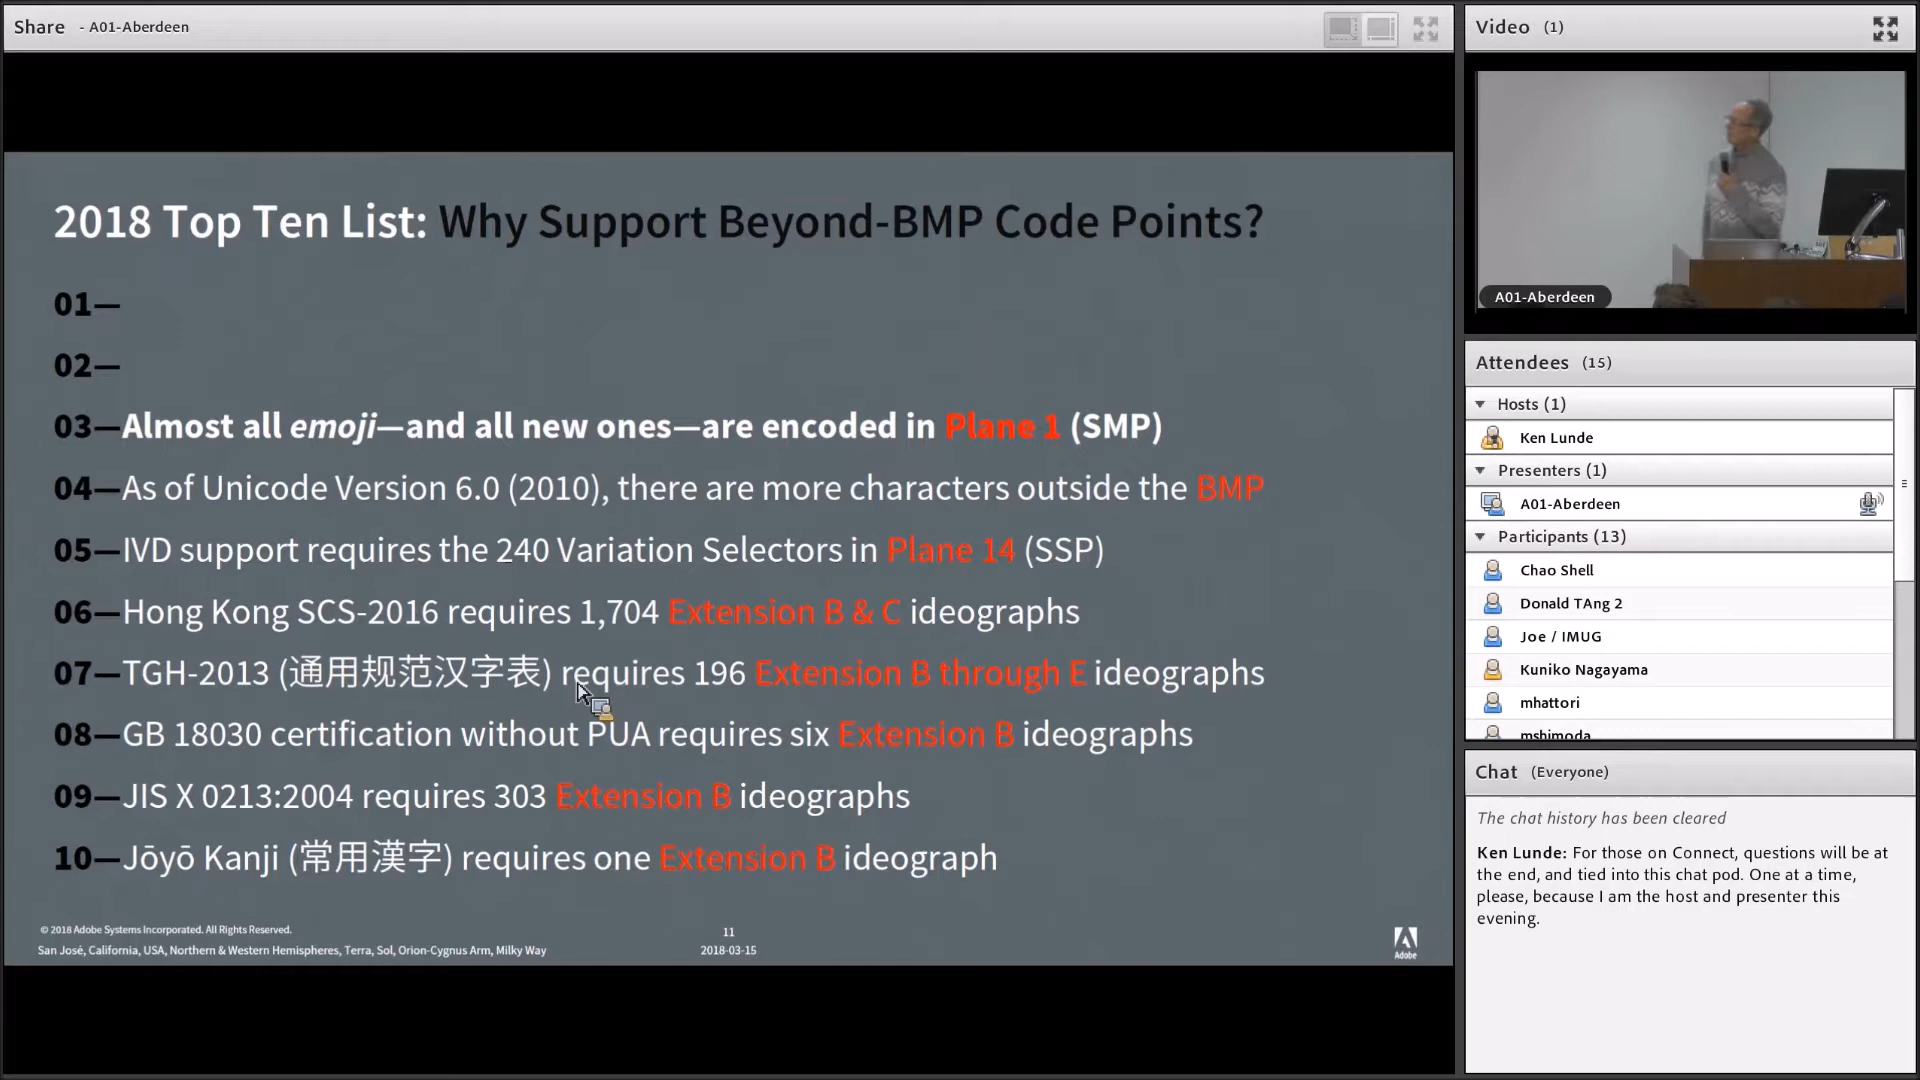 Share - A01-Aberdeen
2018 Top Ten List: Why Support Beyond-BMP Code Points?
01—
02—
03—Almost all emoji—and all new ones—are encoded in Plane 1 (SMP)
04—As of Unicode Version 6.0 (2010), there are more characters outside the BMP
05—IVD support requires the 240 Variation Selectors in Plane 14 (SSP)
06—Hong Kong SCS-2016 requires 1,704 Extension B & C ideographs
07—TGH-2013 (通用规范汉字表) requires 196 Extension B through E ideographs
08—GB 18030 certification without PUA requires six Extension B ideographs
09—JIS X 0213:2004 requires 303 Extension B ideographs
10—Jōyō Kanji (常用漢字) requires one Extension B ideograph
© 2018 Adobe Systems Incorporated. All Rights Reserved.
San José, California, USA, Northern & Western Hemispheres, Terra, Sol, Orion-Cygnus Arm, Milky Way
11
2018-03-15
Adobe
Video (1)
A01-Aberdeen
Attendees (15)
Hosts (1)
Ken Lunde
Presenters (1)
A01-Aberdeen
Participants (13)
Chao Shell
Donald TAng 2
Joe / IMUG
Kuniko Nagayama
mhattori
mshimoda
Chat (Everyone)
The chat history has been cleared
Ken Lunde: For those on Connect, questions will be at
the end, and tied into this chat pod. One at a time,
please, because I am the host and presenter this
evening.